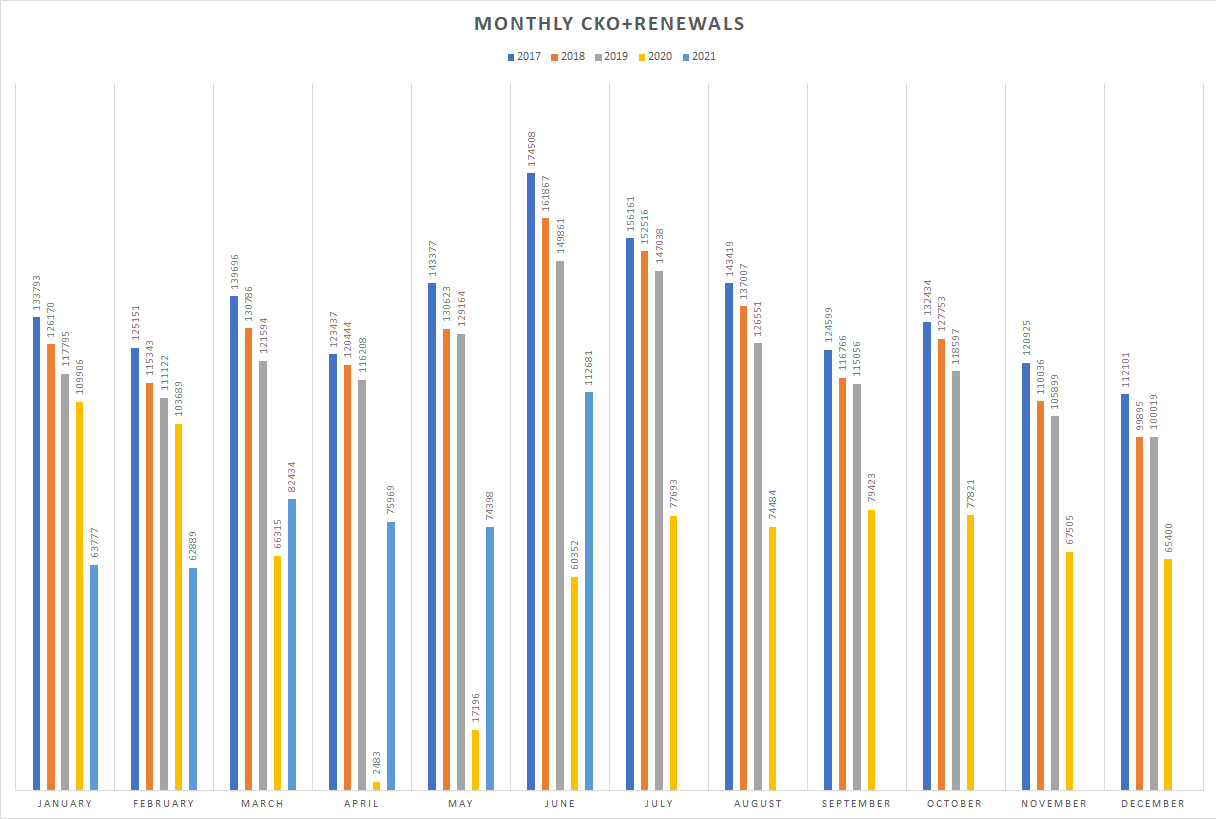 MONTHLY CKO+RENEWALS
2017 2018 2019 2020 2021
133793 126170 117795 109906 63777
125151 115343 111122 103689 62889
139696 130786 121594 66315 82434
123437 120444 116208 2483 75969
143377 130623 129164 17196 74398
174508 161867 149861 60352 112681
156161 152516 147038 77693
143419 137007 126551 74484
124599 116766 115056 79423
132434 127753 118597 77821
120925 110036 105899 67505
112101 99895 100019 65400
JANUARY FEBRUARY MARCH APRIL MAY JUNE JULY AUGUST SEPTEMBER OCTOBER NOVEMBER DECEMBER